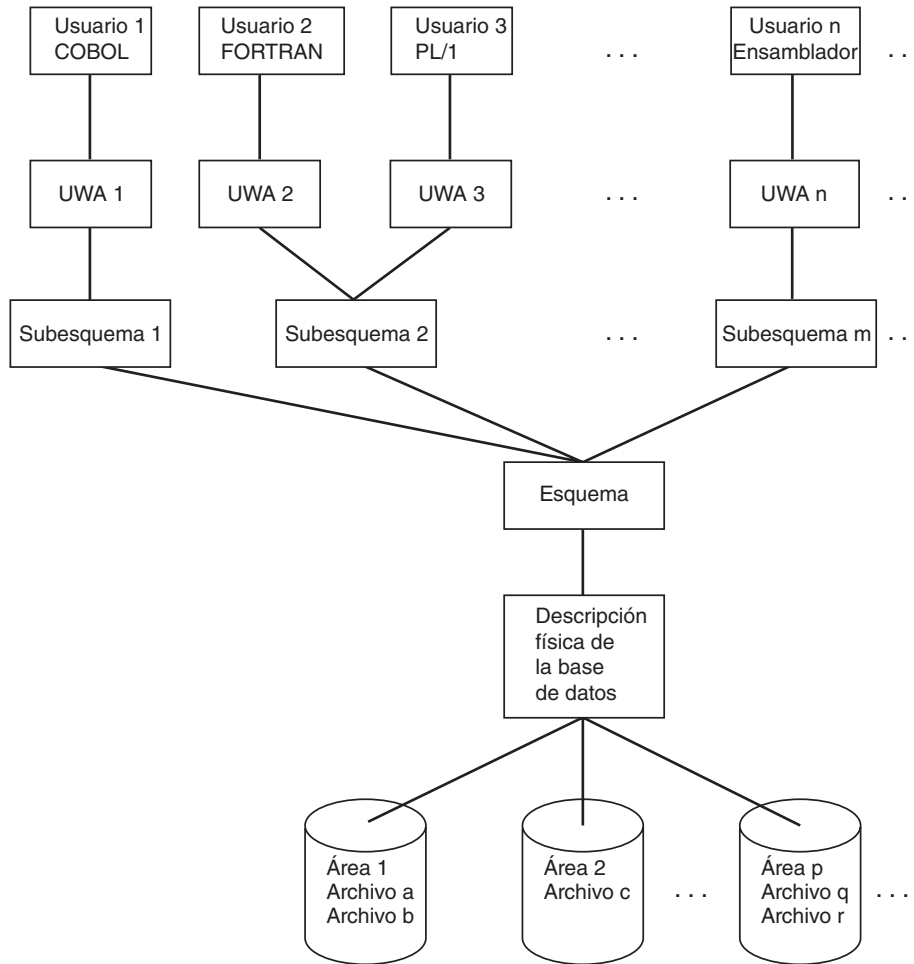 Usuario 1
COBOL
Usuario 2
FORTRAN
Usuario 3
PL/1
. . .
Usuario n
Ensamblador
. .
UWA 1
UWA 2
UWA 3
. . .
UWA n
. .
Subesquema 1
Subesquema 2
. . .
Subesquema m
. .
Esquema
Descripción
física de
la base
de datos
Área 1
Archivo a
Archivo b
Área 2
Archivo c
. . .
Área p
Archivo q
Archivo r
. . .